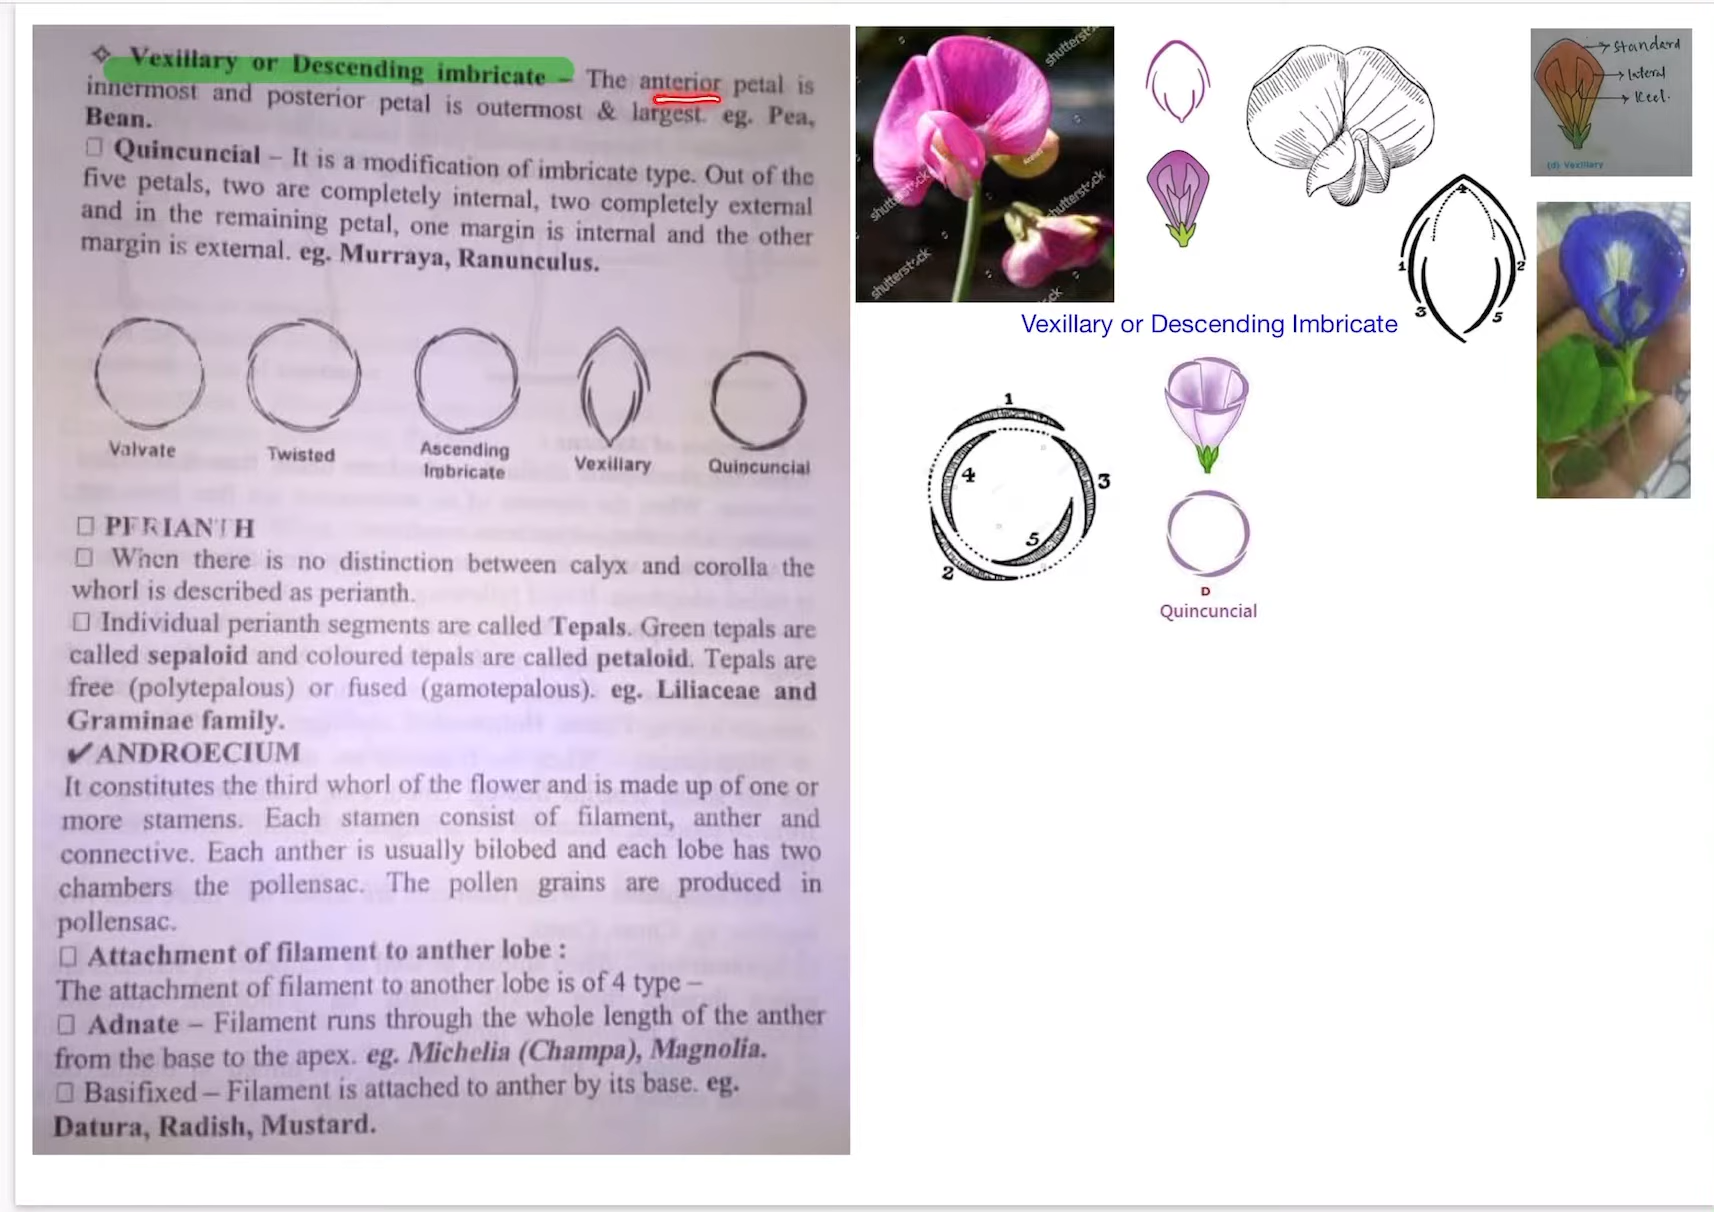 ❖ Vexillary or Descending imbricate – The anterior petal is
innermost and posterior petal is outermost & largest. eg. Pea,
Bean.
☐ Quincuncial – It is a modification of imbricate type. Out of the
five petals, two are completely internal, two completely external
and in the remaining petal, one margin is internal and the other
margin is external. eg. Murraya, Ranunculus.
Valvate
Twisted
Ascending
Imbricate
Vexillary
Quincuncial
☐ PERIANTH
☐ When there is no distinction between calyx and corolla the
whorl is described as perianth.
☐ Individual perianth segments are called Tepals. Green tepals are
called sepaloid and coloured tepals are called petaloid. Tepals are
free (polytepalous) or fused (gamotepalous). eg. Liliaceae and
Graminae family.
✔ANDROECIUM
It constitutes the third whorl of the flower and is made up of one or
more stamens. Each stamen consist of filament, anther and
connective. Each anther is usually bilobed and each lobe has two
chambers the pollensac. The pollen grains are produced in
pollensac.
☐ Attachment of filament to anther lobe :
The attachment of filament to another lobe is of 4 type –
☐ Adnate – Filament runs through the whole length of the anther
from the base to the apex. eg. Michelia (Champa), Magnolia.
☐ Basifixed – Filament is attached to anther by its base. eg.
Datura, Radish, Mustard.
shutterstock
shutterstock
shutterstock
shutterstock
Standard
lateral
Keel.
(d) Vexillary
4
1
2
3
5
Vexillary or Descending Imbricate
1
4
3
5
2
D
Quincuncial